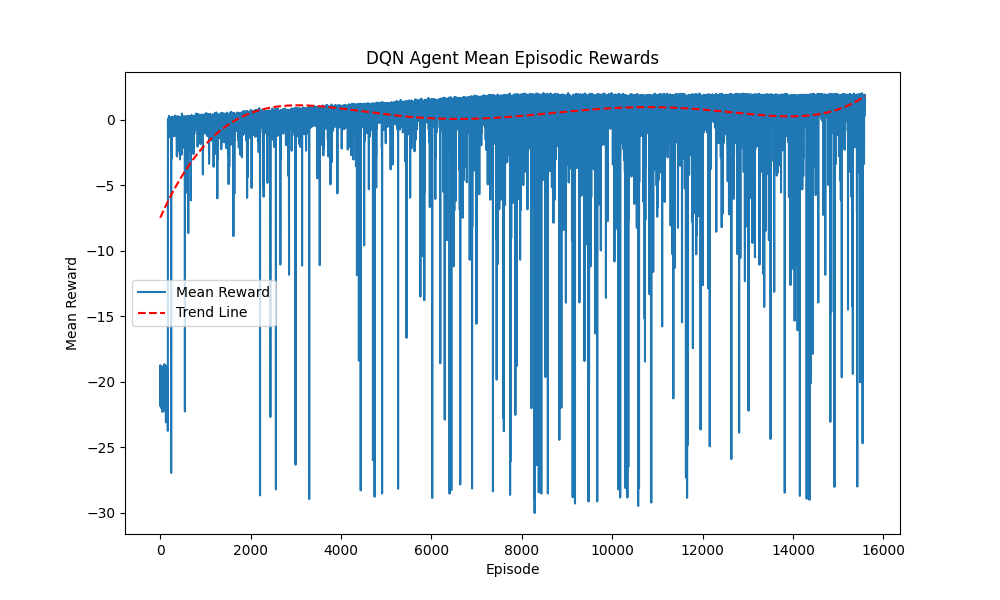 DQN Agent Mean Episodic Rewards
Mean Reward
0
−5
−10
−15
−20
−25
−30
Mean Reward
Trend Line
0 2000 4000 6000 8000 10000 12000 14000 16000
Episode